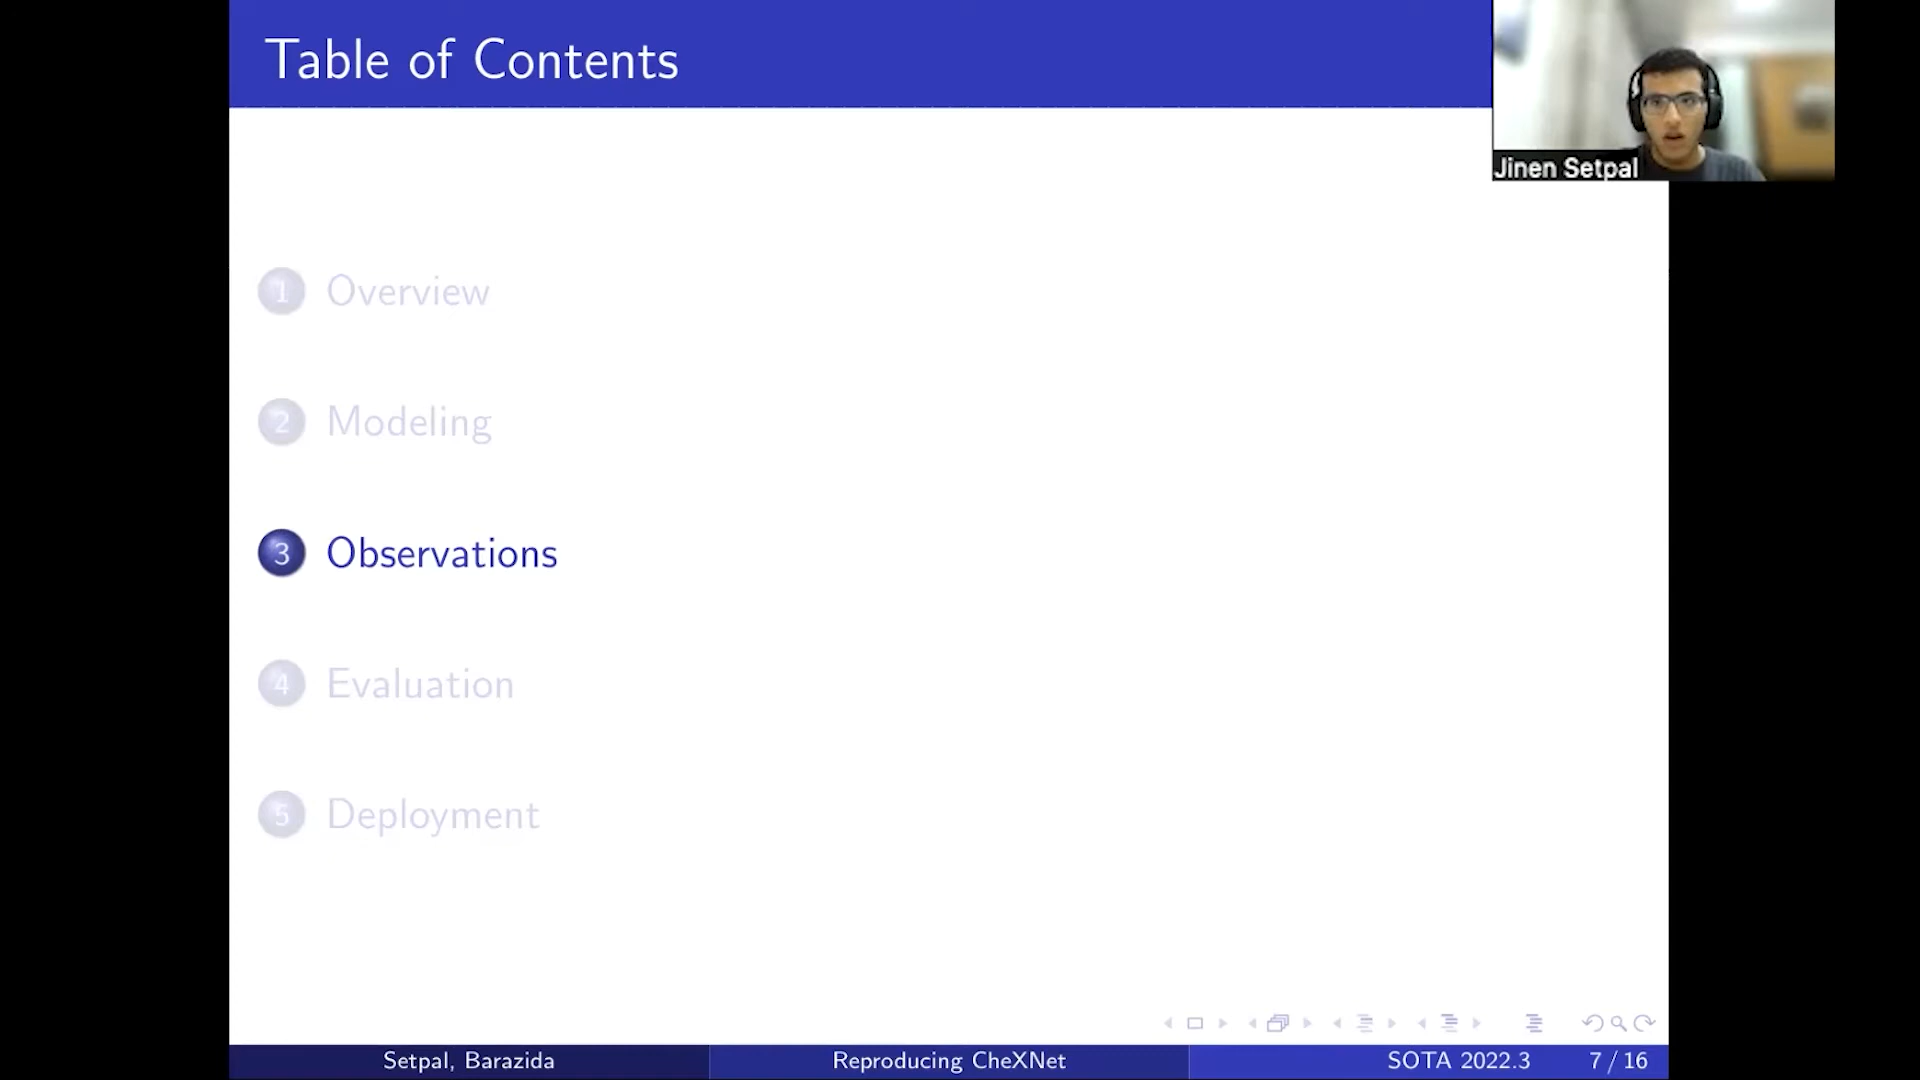 Table of Contents
Jinen Setpal
1 Overview
2 Modeling
3 Observations
4 Evaluation
5 Deployment
Setpal, Barazida Reproducing CheXNet SOTA 2022.3 7 / 16